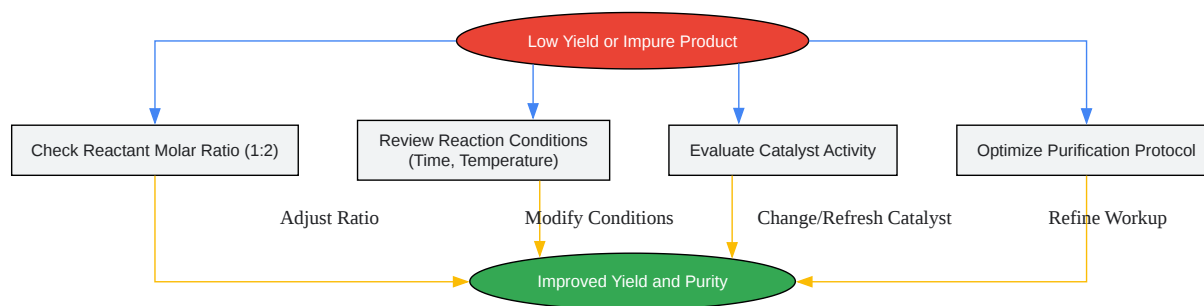 Low Yield or Impure Product
Check Reactant Molar Ratio (1:2)
Review Reaction Conditions
(Time, Temperature)
Evaluate Catalyst Activity
Optimize Purification Protocol
Adjust Ratio
Modify Conditions
Change/Refresh Catalyst
Refine Workup
Improved Yield and Purity